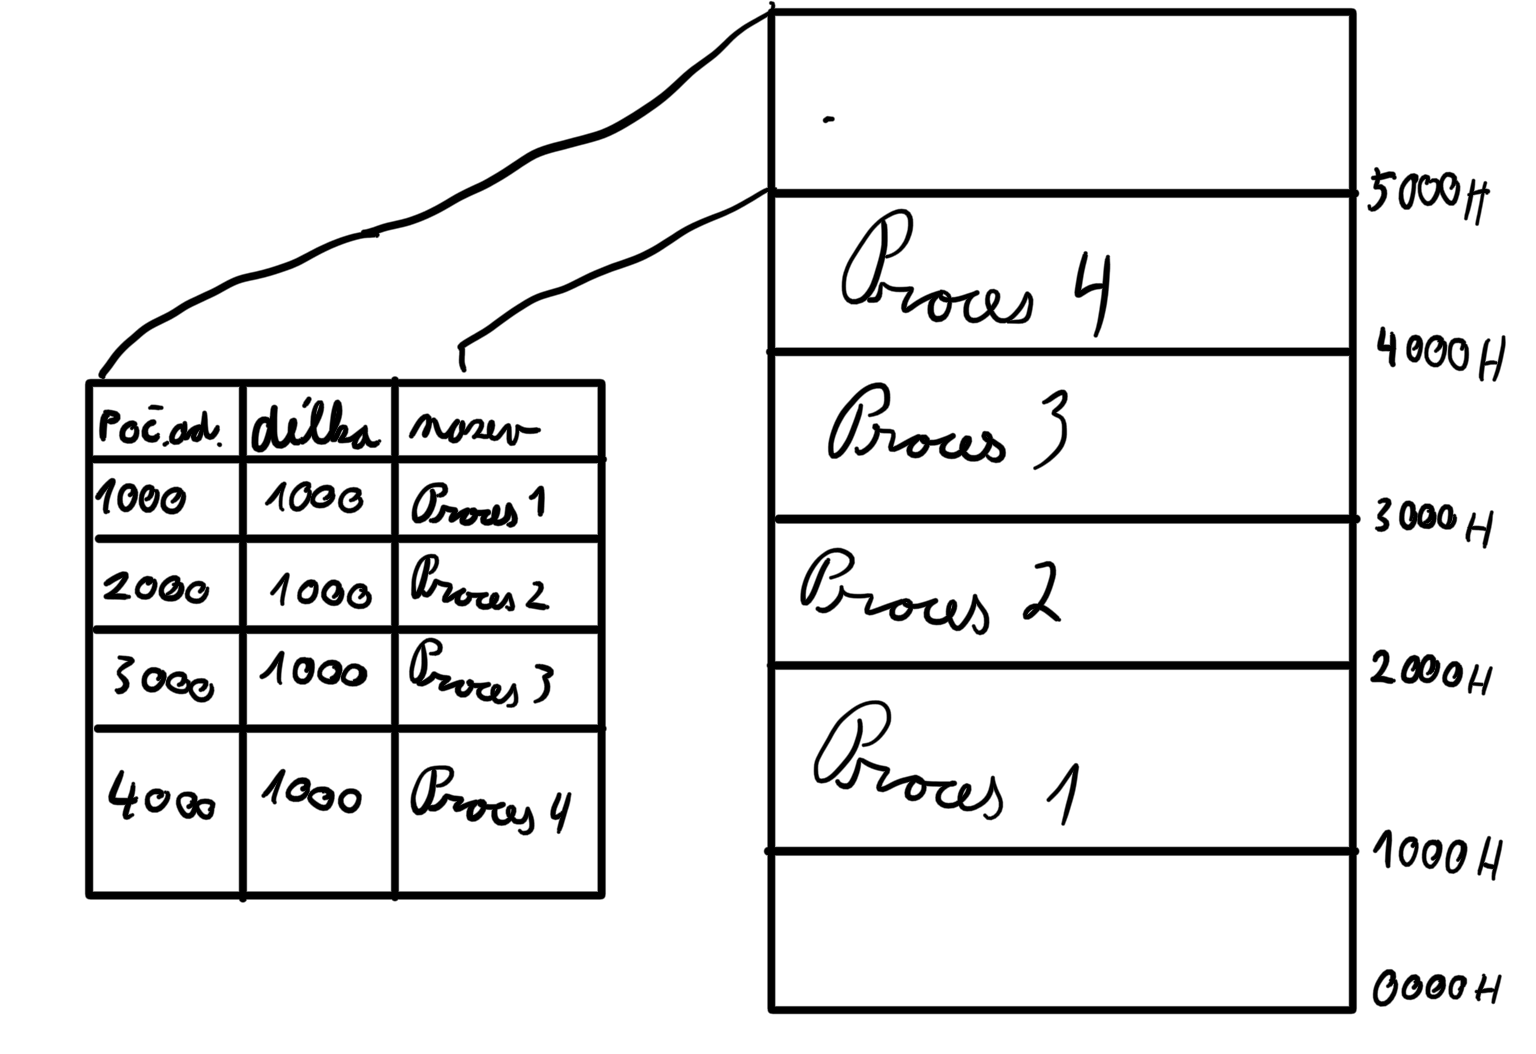 Poč.ad. délka nazev
1000 1000 Proces 1
2000 1000 Proces 2
3000 1000 Proces 3
4000 1000 Proces 4
5000H
Proces 4
4000H
Proces 3
3000H
Proces 2
2000H
Proces 1
1000H
0000H